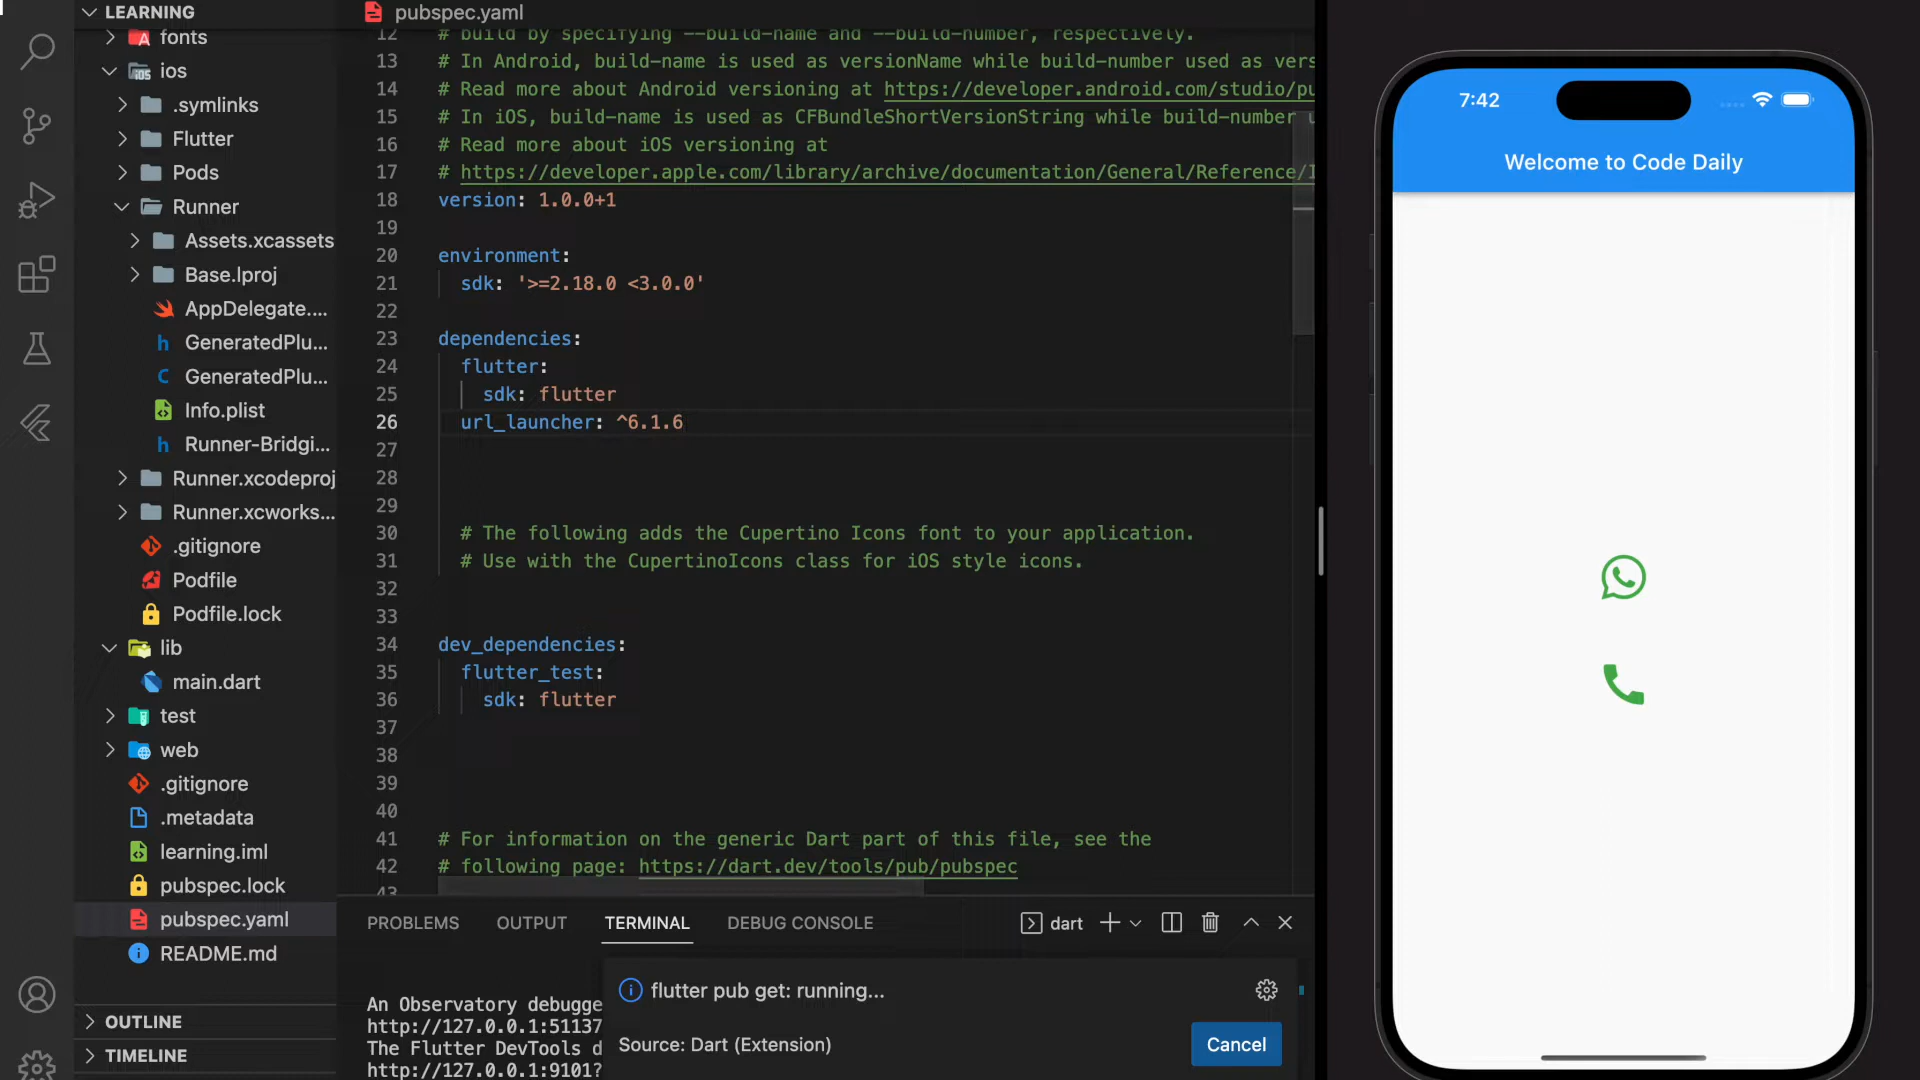 LEARNING
fonts
ios
.symlinks
Flutter
Pods
Runner
Assets.xcassets
Base.lproj
AppDelegate....
GeneratedPlu...
GeneratedPlu...
Info.plist
Runner-Bridgi...
Runner.xcodeproj
Runner.xcworks...
.gitignore
Podfile
Podfile.lock
lib
main.dart
test
web
.gitignore
.metadata
learning.iml
pubspec.lock
pubspec.yaml
README.md
OUTLINE
TIMELINE
pubspec.yaml
12 # build by specifying --build-name and --build-number, respectively.
13 # In Android, build-name is used as versionName while build-number used as vers
14 # Read more about Android versioning at https://developer.android.com/studio/pu
15 # In iOS, build-name is used as CFBundleShortVersionString while build-number u
16 # Read more about iOS versioning at
17 # https://developer.apple.com/library/archive/documentation/General/Reference/I
18 version: 1.0.0+1
19
20 environment:
21 sdk: '>=2.18.0 <3.0.0'
22
23 dependencies:
24 flutter:
25 sdk: flutter
26 url_launcher: ^6.1.6
27
28
29
30 # The following adds the Cupertino Icons font to your application.
31 # Use with the CupertinoIcons class for iOS style icons.
32
33
34 dev_dependencies:
35 flutter_test:
36 sdk: flutter
37
38
39
40
41 # For information on the generic Dart part of this file, see the
42 # following page: https://dart.dev/tools/pub/pubspec
43
PROBLEMS OUTPUT TERMINAL DEBUG CONSOLE dart
An Observatory debugge
http://127.0.0.1:51137
The Flutter DevTools d
http://127.0.0.1:9101?
flutter pub get: running...
Source: Dart (Extension)
Cancel
7:42
Welcome to Code Daily